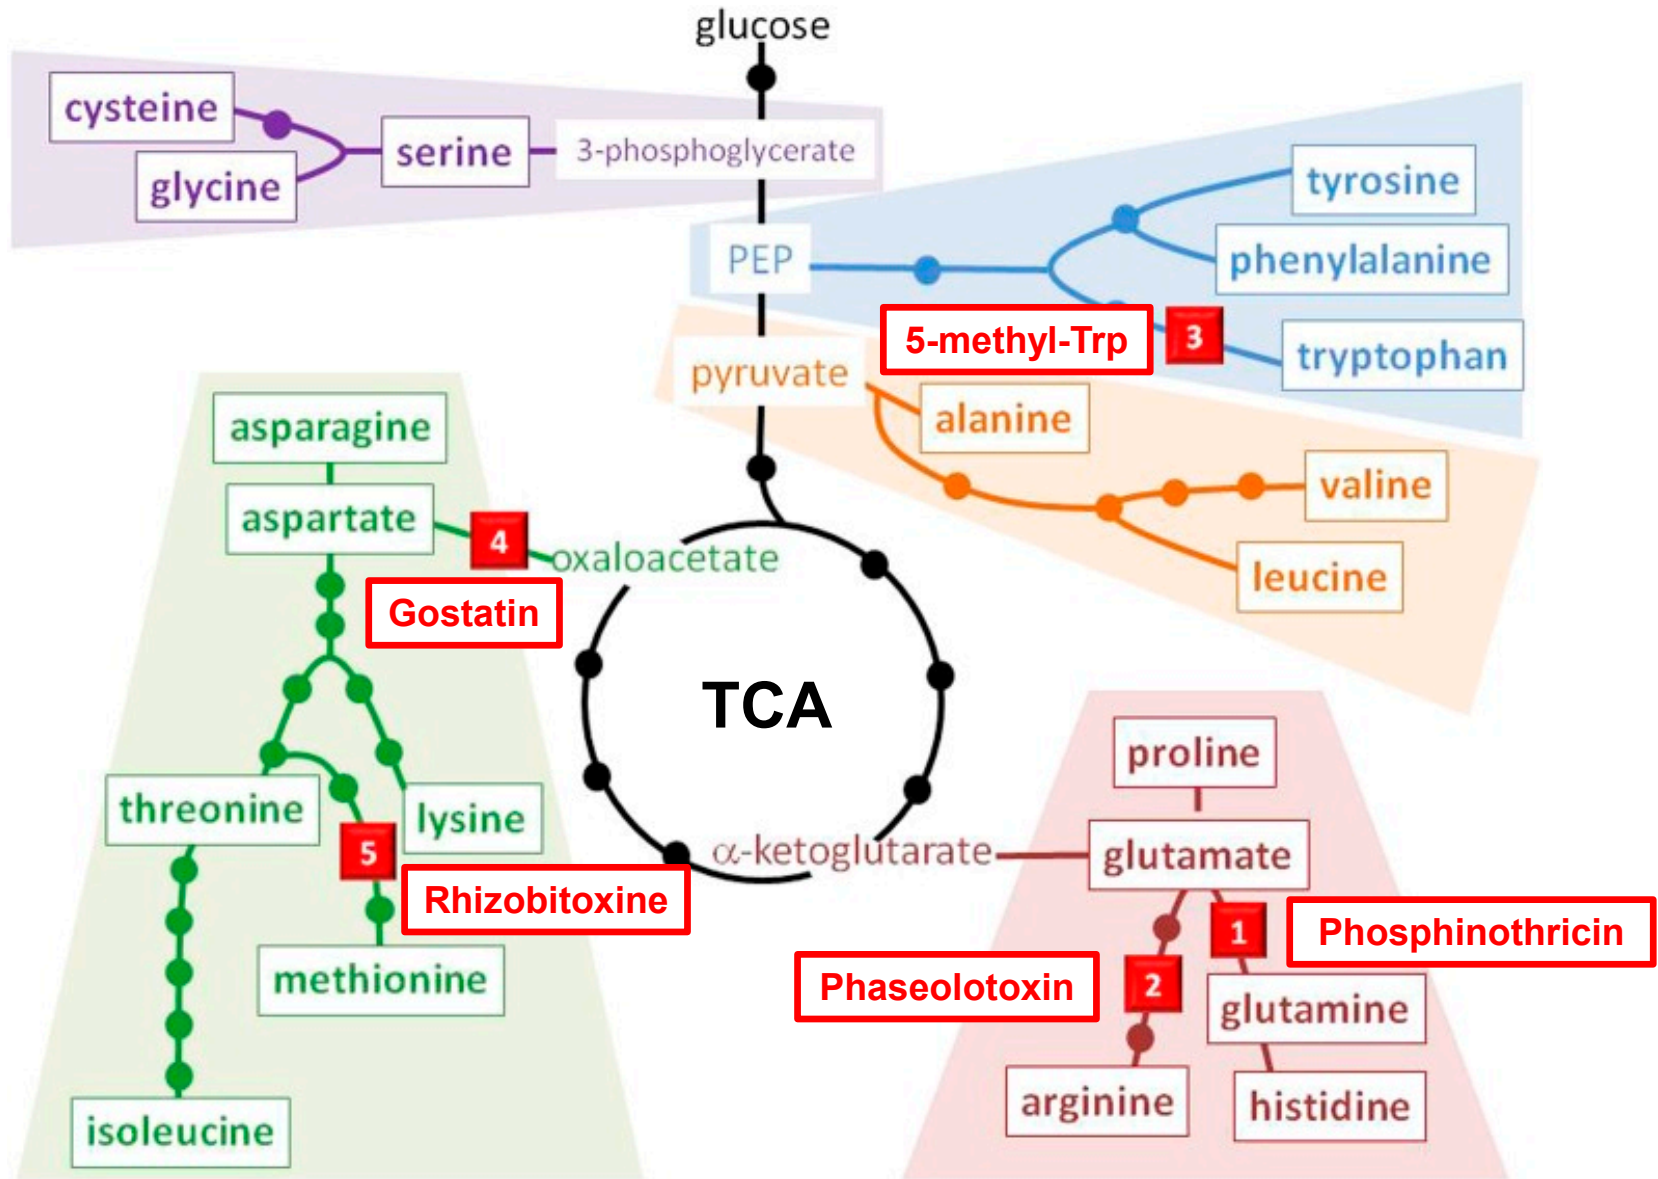 glucose
cysteine
glycine
serine
3-phosphoglycerate
PEP
tyrosine
phenylalanine
tryptophan
5-methyl-Trp
3
pyruvate
alanine
valine
leucine
asparagine
aspartate
4
oxaloacetate
Gostatin
TCA
threonine
lysine
5
Rhizobitoxine
methionine
isoleucine
proline
α-ketoglutarate
glutamate
1
Phosphinothricin
Phaseolotoxin
2
glutamine
arginine
histidine